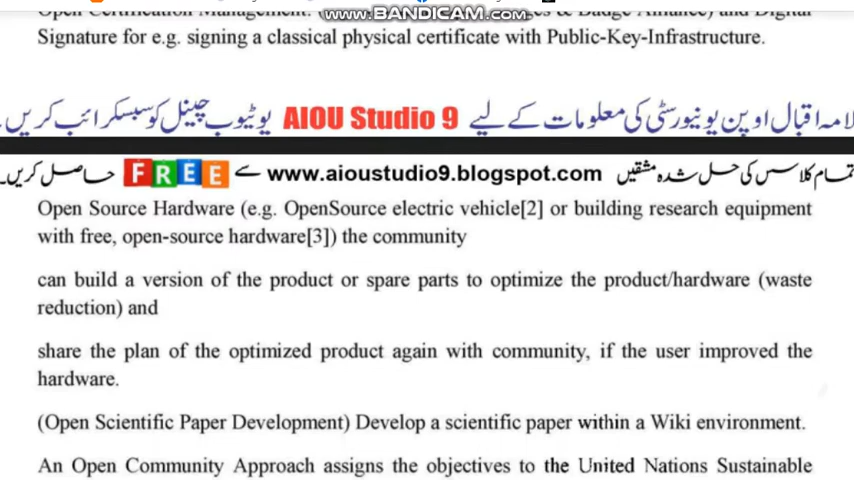 www.BANDICAM.com
Signature for e.g. signing a classical physical certificate with Public-Key-Infrastructure.
لامہ اقبال اوپن یونیورسٹی کی معلومات کے لیے AIOU Studio 9 یوٹیوب چینل کو سبسکرائب کریں۔
تمام کلاس کی حل شدہ مشقیں www.aioustudio9.blogspot.com سے FREE حاصل کریں۔
Open Source Hardware (e.g. OpenSource electric vehicle[2] or building research equipment
with free, open-source hardware[3]) the community
can build a version of the product or spare parts to optimize the product/hardware (waste
reduction) and
share the plan of the optimized product again with community, if the user improved the
hardware.
(Open Scientific Paper Development) Develop a scientific paper within a Wiki environment.
An Open Community Approach assigns the objectives to the United Nations Sustainable